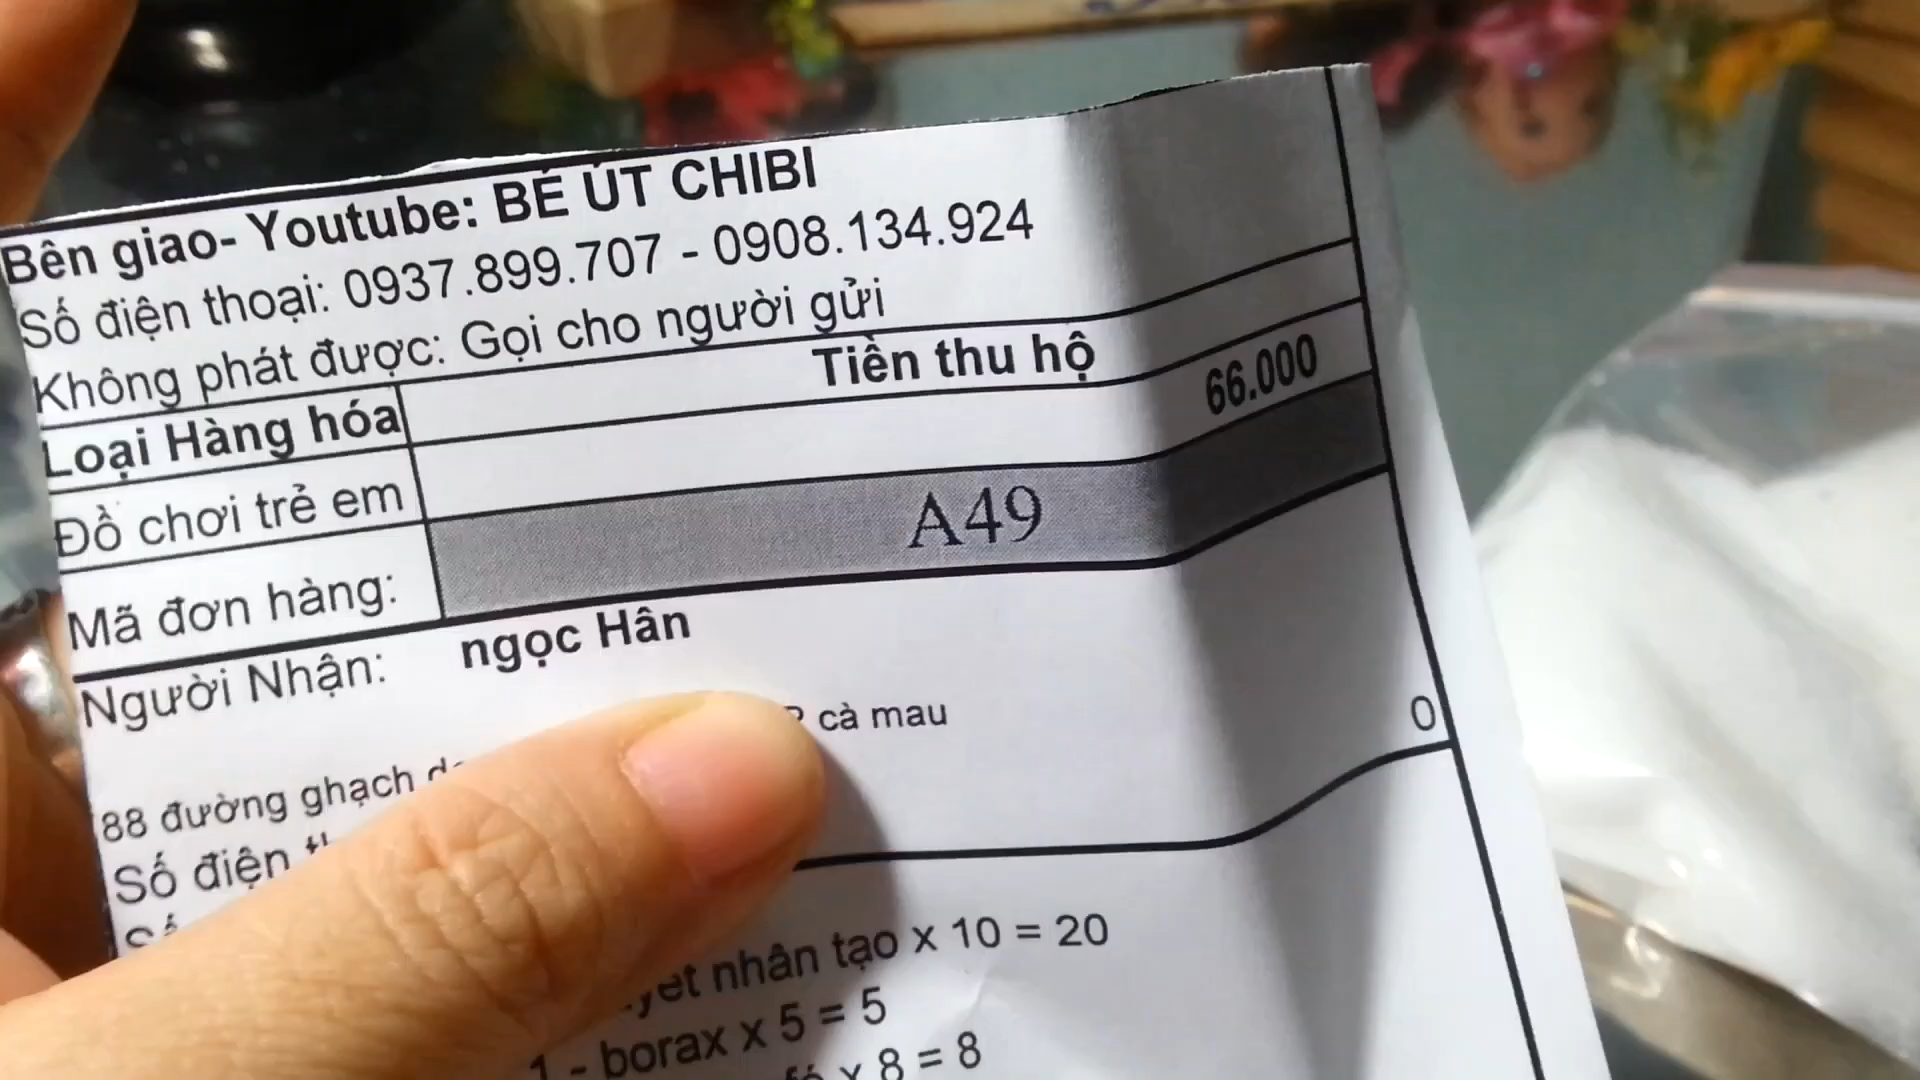 Bên giao- Youtube: BÉ ÚT CHIBI
Số điện thoại: 0937.899.707 - 0908.134.924
Không phát được: Gọi cho người gửi
Loại Hàng hóa Tiền thu hộ
Đồ chơi trẻ em 66.000
Mã đơn hàng: A49
Người Nhận: ngọc Hân
88 đường ghạch cà mau 0
Số điện
nhân tạo x 10 = 20
1 - borax x 5 = 5
x 8 = 8